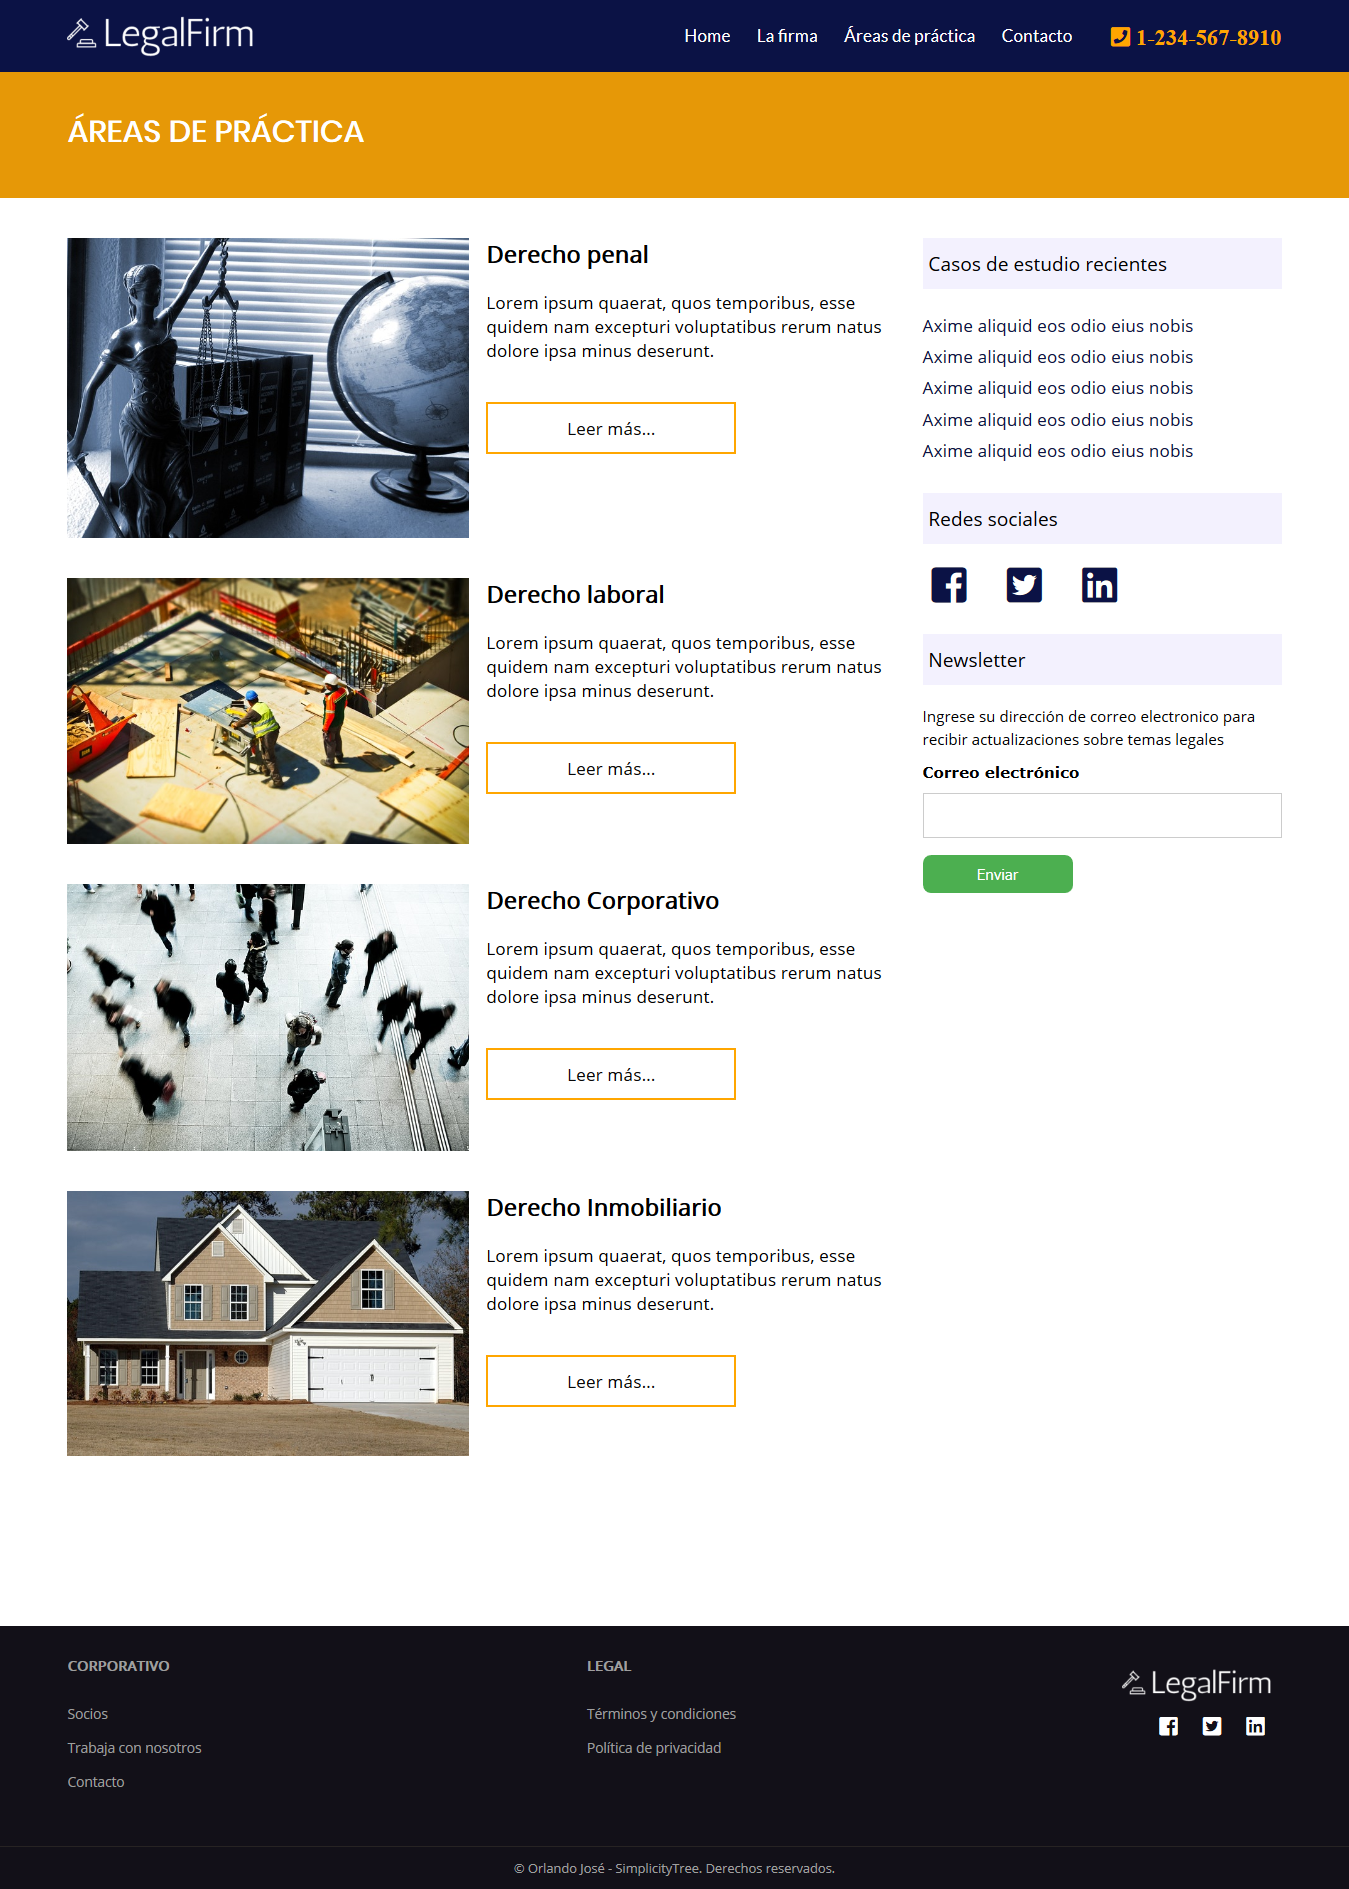 LegalFirm
Home La firma Áreas de práctica Contacto 1-234-567-8910
ÁREAS DE PRÁCTICA
Derecho penal
Lorem ipsum quaerat, quos temporibus, esse
quidem nam excepturi voluptatibus rerum natus
dolore ipsa minus deserunt.
Leer más...
Derecho laboral
Lorem ipsum quaerat, quos temporibus, esse
quidem nam excepturi voluptatibus rerum natus
dolore ipsa minus deserunt.
Leer más...
Derecho Corporativo
Lorem ipsum quaerat, quos temporibus, esse
quidem nam excepturi voluptatibus rerum natus
dolore ipsa minus deserunt.
Leer más...
Derecho Inmobiliario
Lorem ipsum quaerat, quos temporibus, esse
quidem nam excepturi voluptatibus rerum natus
dolore ipsa minus deserunt.
Leer más...
Casos de estudio recientes
Axime aliquid eos odio eius nobis
Axime aliquid eos odio eius nobis
Axime aliquid eos odio eius nobis
Axime aliquid eos odio eius nobis
Axime aliquid eos odio eius nobis
Redes sociales
Newsletter
Ingrese su dirección de correo electronico para
recibir actualizaciones sobre temas legales
Correo electrónico
Enviar
CORPORATIVO
Socios
Trabaja con nosotros
Contacto
LEGAL
Términos y condiciones
Política de privacidad
LegalFirm
© Orlando José - SimplicityTree. Derechos reservados.